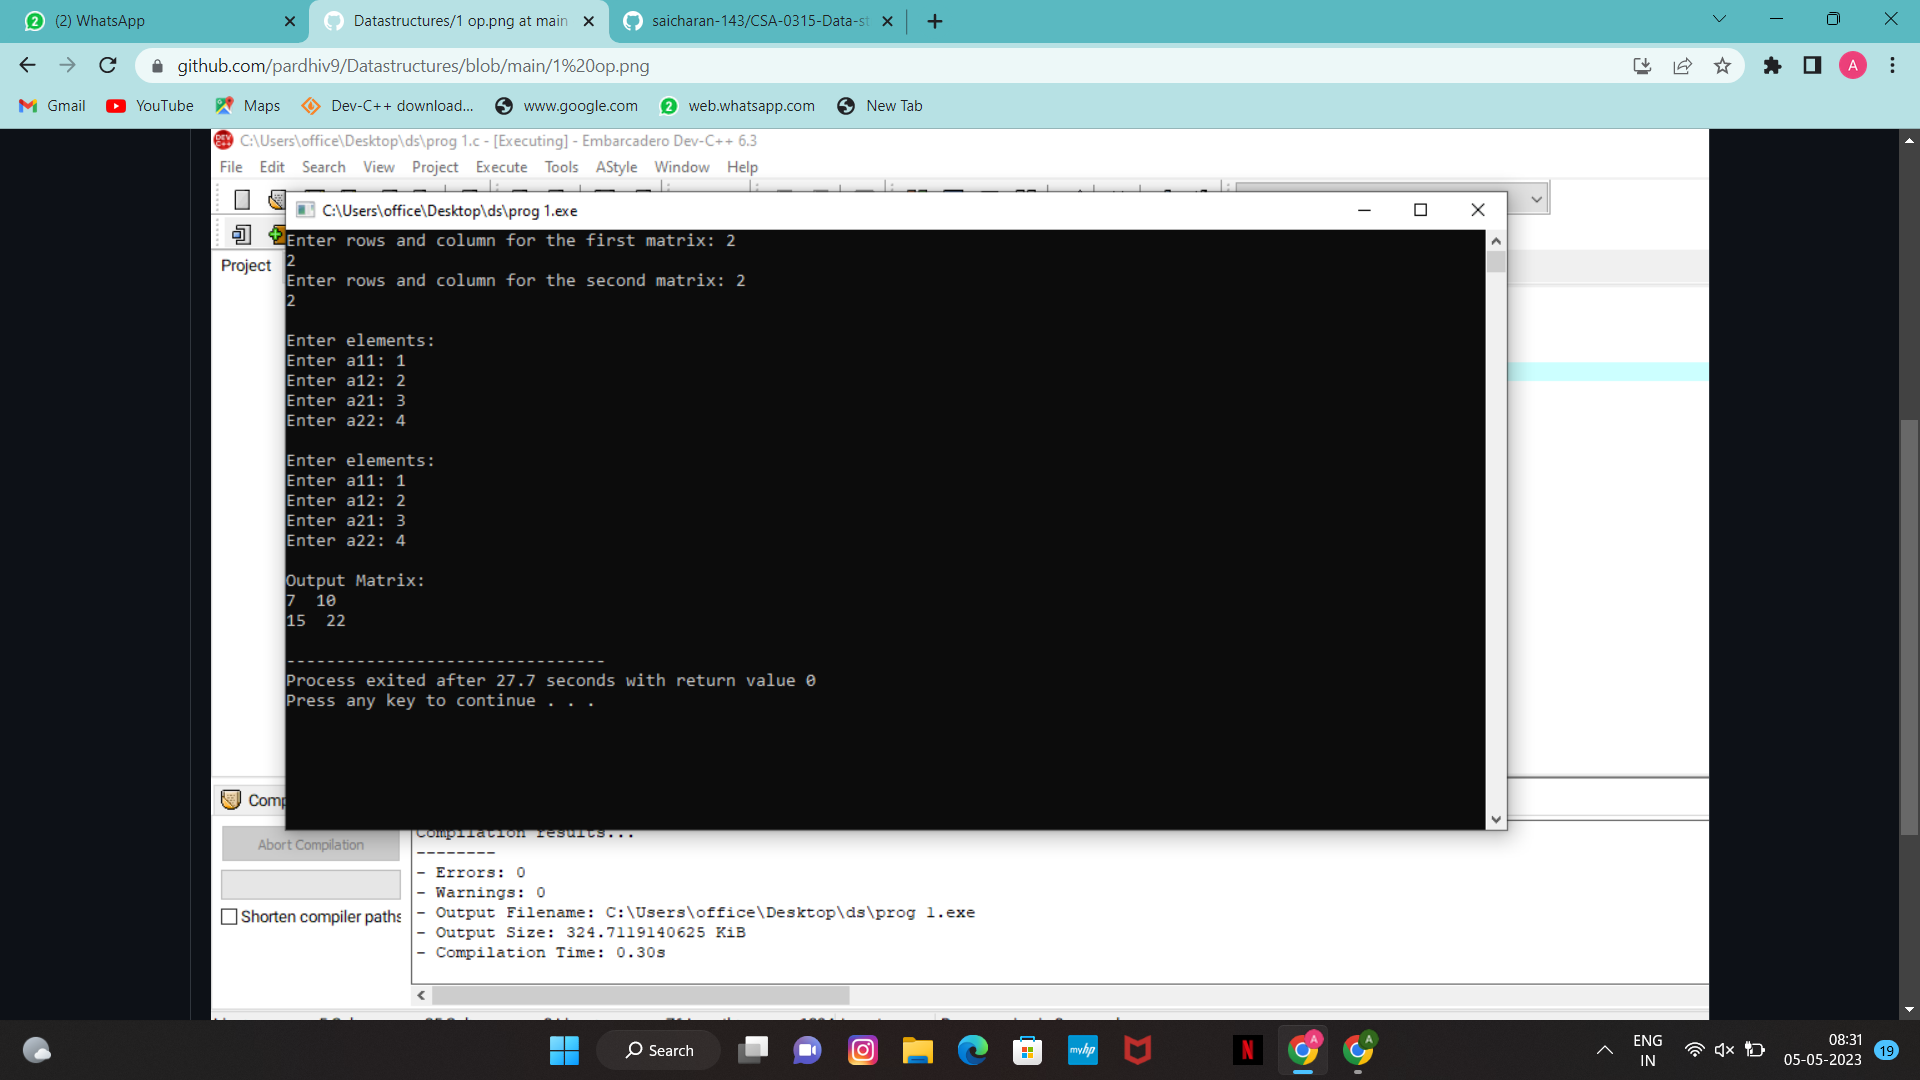 (2) WhatsApp
Datastructures/1 op.png at main
saicharan-143/CSA-0315-Data-st
github.com/pardhiv9/Datastructures/blob/main/1%20op.png
A
Gmail
YouTube
Maps
Dev-C++ download...
www.google.com
2
web.whatsapp.com
New Tab
C:\Users\office\Desktop\ds\prog 1.c - [Executing] - Embarcadero Dev-C++ 6.3
File Edit Search View Project Execute Tools AStyle Window Help
C:\Users\office\Desktop\ds\prog 1.exe
Project
Enter rows and column for the first matrix: 2
2
Enter rows and column for the second matrix: 2
2
Enter elements:
Enter a11: 1
Enter a12: 2
Enter a21: 3
Enter a22: 4
Enter elements:
Enter a11: 1
Enter a12: 2
Enter a21: 3
Enter a22: 4
Output Matrix:
7  10
15  22
--------------------------------
Process exited after 27.7 seconds with return value 0
Press any key to continue . . .
Comp
Abort Compilation
Shorten compiler paths
Compilation results...
--------
- Errors: 0
- Warnings: 0
- Output Filename: C:\Users\office\Desktop\ds\prog 1.exe
- Output Size: 324.7119140625 KiB
- Compilation Time: 0.30s
Search
myhp
N
A
A
ENG
IN
08:31
05-05-2023
19